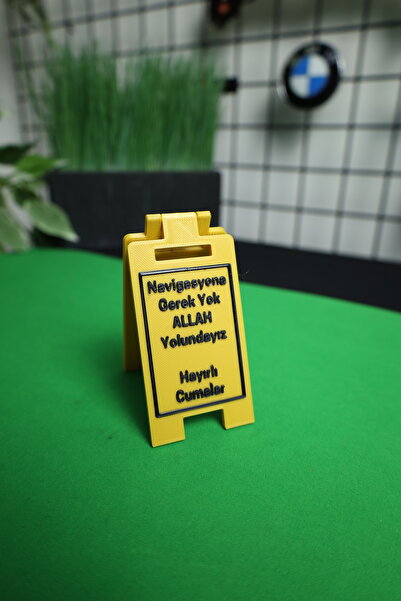 Navigasyona
Gerek Yok
ALLAH
Yolundayız
Hayırlı
Cumalar